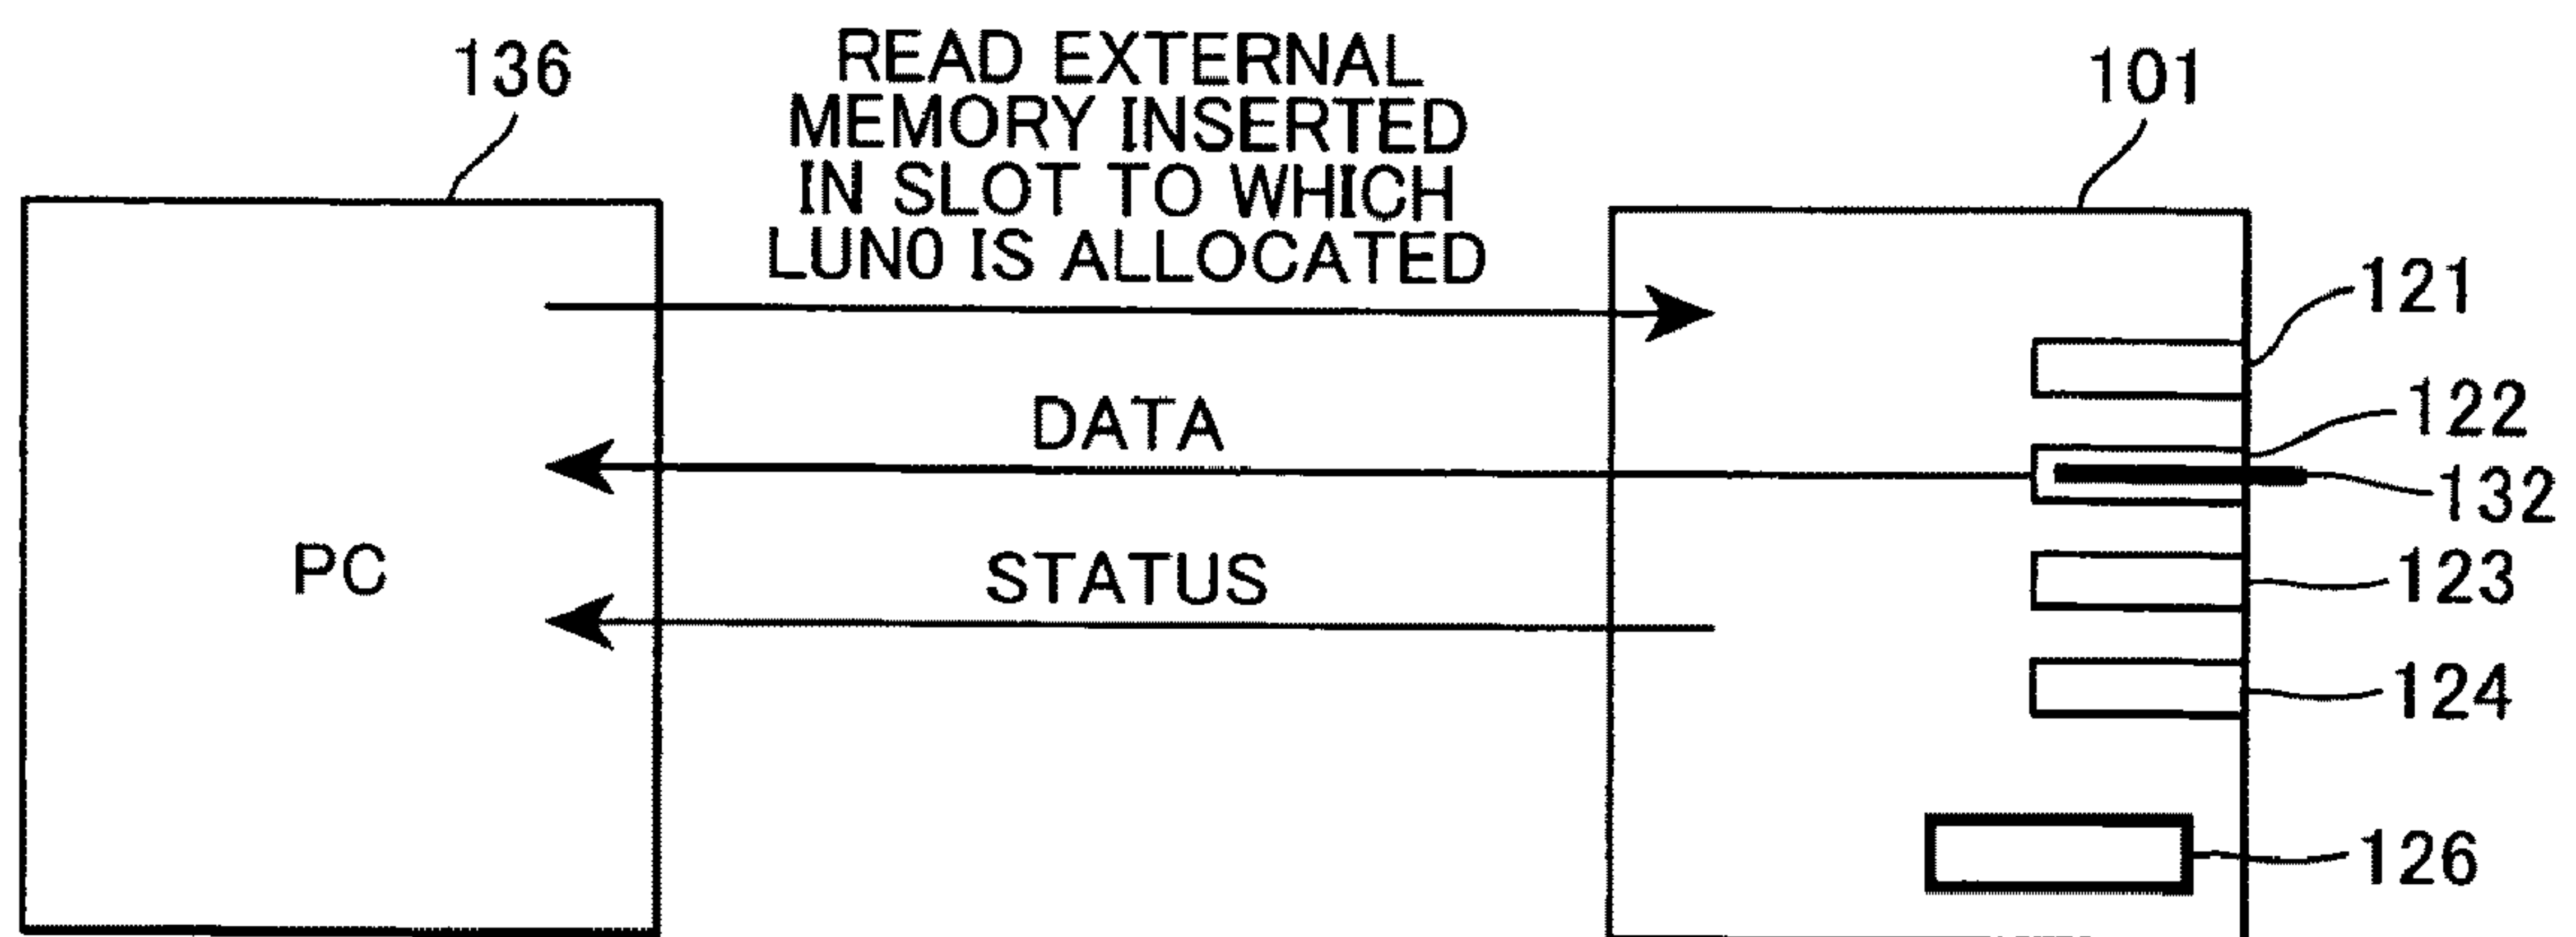 136
READ EXTERNAL
MEMORY INSERTED
IN SLOT TO WHICH
LUN0 IS ALLOCATED
101
121
DATA
122
132
PC
STATUS
123
124
126